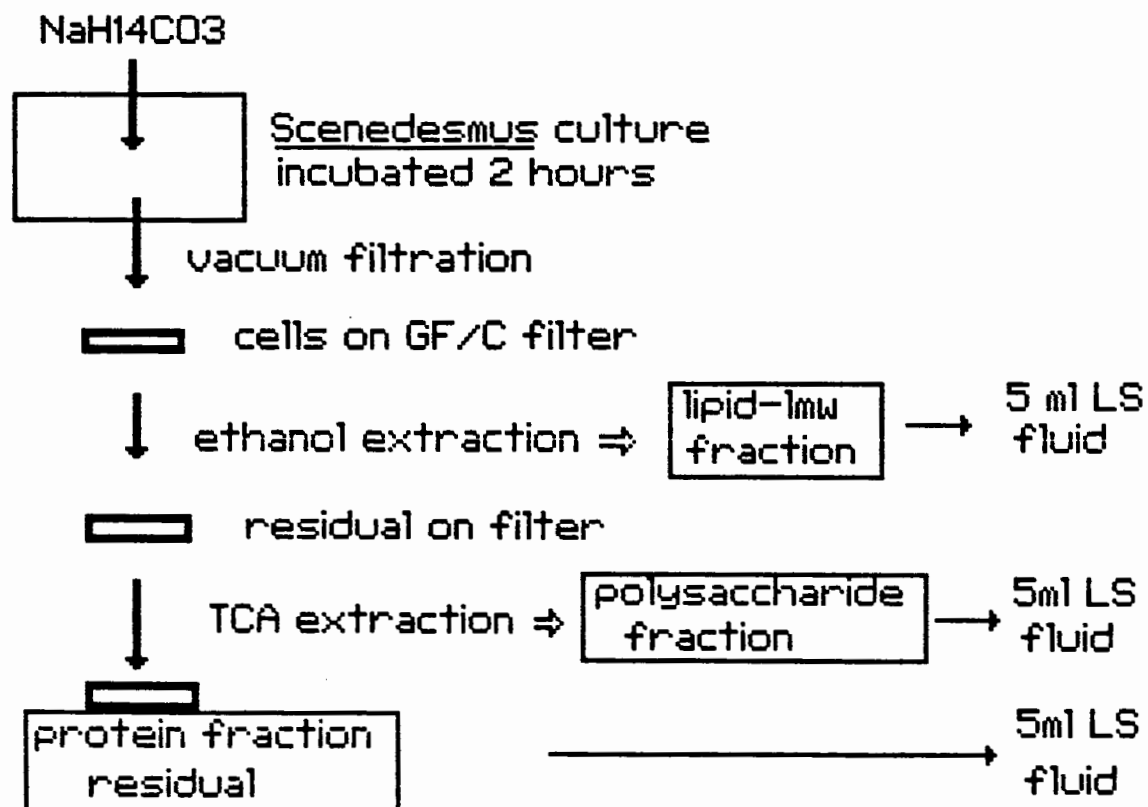 NaH14CO3
Scenedesmus culture
incubated 2 hours
vacuum filtration
cells on GF/C filter
ethanol extraction ⇒
lipid-lmw
fraction
5 ml LS
fluid
residual on filter
TCA extraction ⇒
polysaccharide
fraction
5ml LS
fluid
protein fraction
residual
5ml LS
fluid